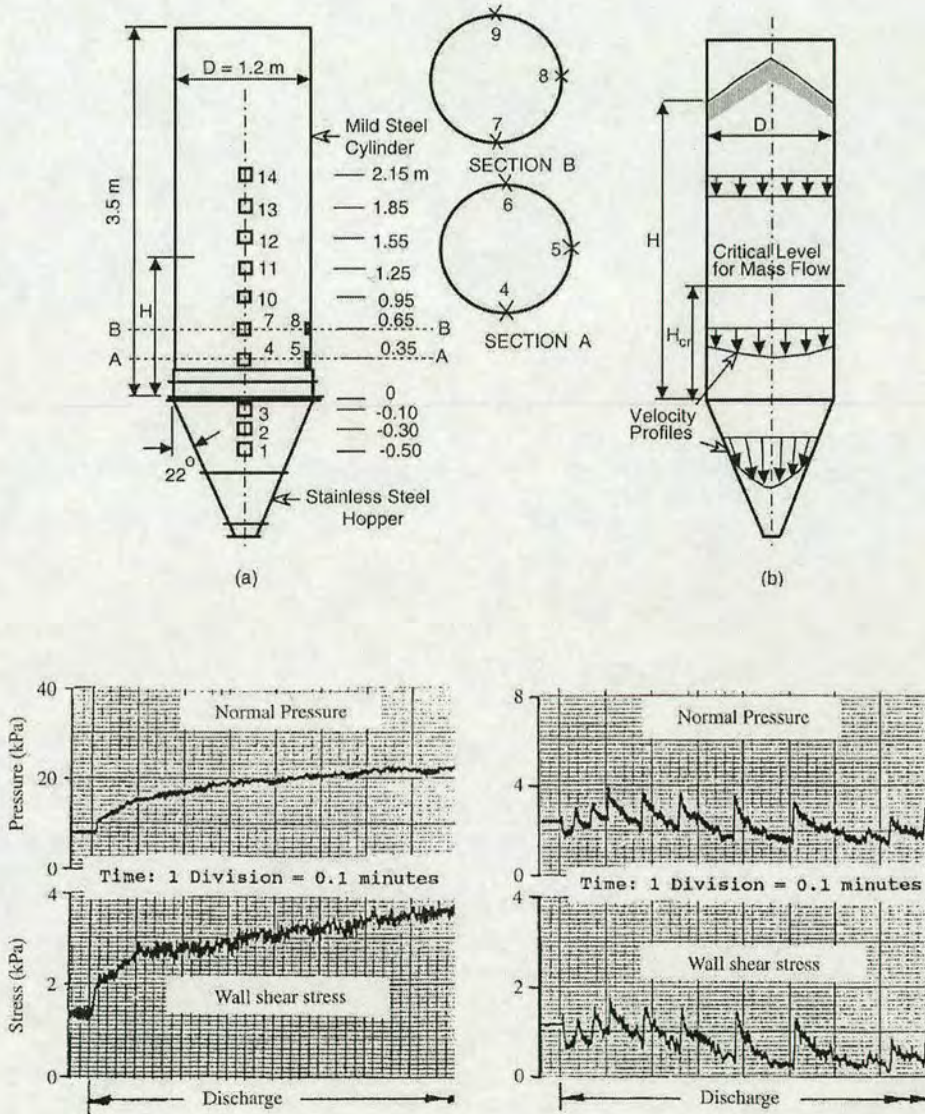 D = 1.2 m
Mild Steel
Cylinder
3.5 m
H
14
13
12
11
10
7
8
4
5
3
2
1
B
A
2.15 m
1.85
1.55
1.25
0.95
0.65
0.35
0
-0.10
-0.30
-0.50
B
A
22°
Stainless Steel
Hopper
(a)
9
8
7
SECTION B
6
5
4
SECTION A
D
H
Critical Level
for Mass Flow
Hcr
Velocity
Profiles
(b)
40
20
0
Pressure (kPa)
Normal Pressure
Time: 1 Division = 0.1 minutes
4
2
0
Stress (kPa)
Wall shear stress
Discharge
8
4
0
Normal Pressure
Time: 1 Division = 0.1 minutes
4
2
0
Wall shear stress
Discharge